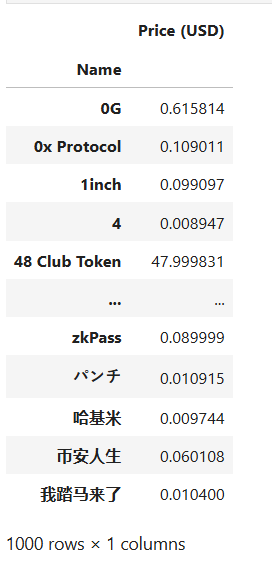 Price (USD)
Name
0G 0.615814
0x Protocol 0.109011
1inch 0.099097
4 0.008947
48 Club Token 47.999831
... ...
zkPass 0.089999
パンチ 0.010915
哈基米 0.009744
币安人生 0.060108
我踏马来了 0.010400
1000 rows × 1 columns